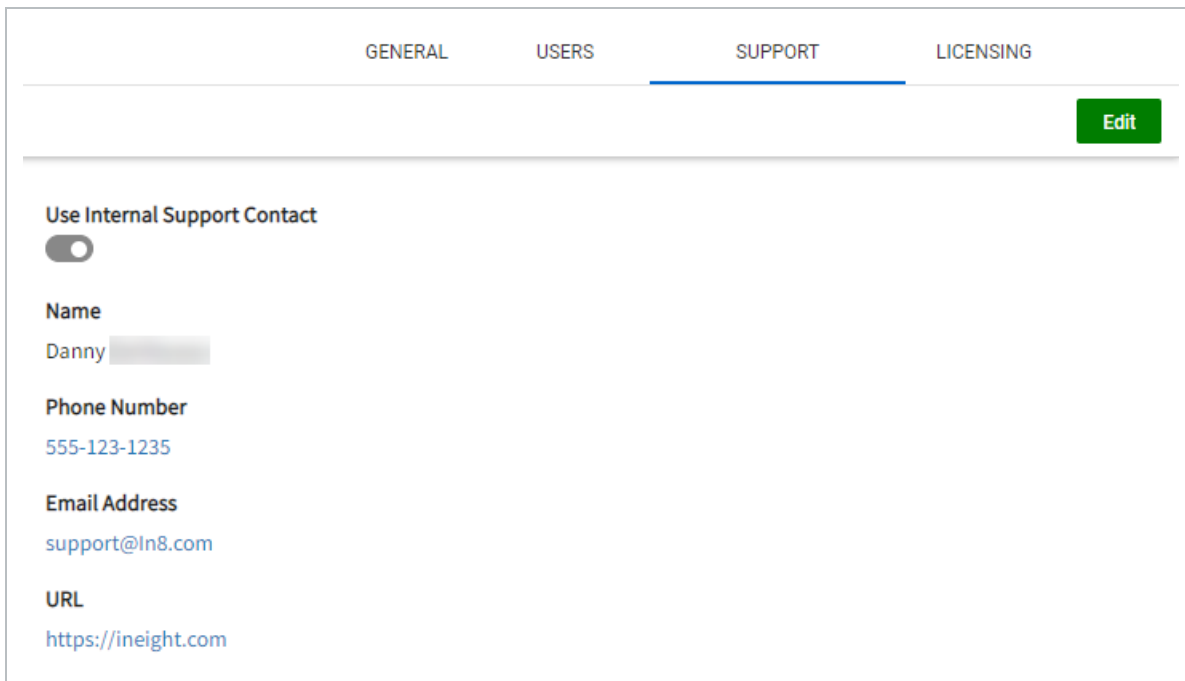 GENERAL USERS SUPPORT LICENSING
Edit
Use Internal Support Contact
Name
Danny
Phone Number
555-123-1235
Email Address
support@In8.com
URL
https://ineight.com